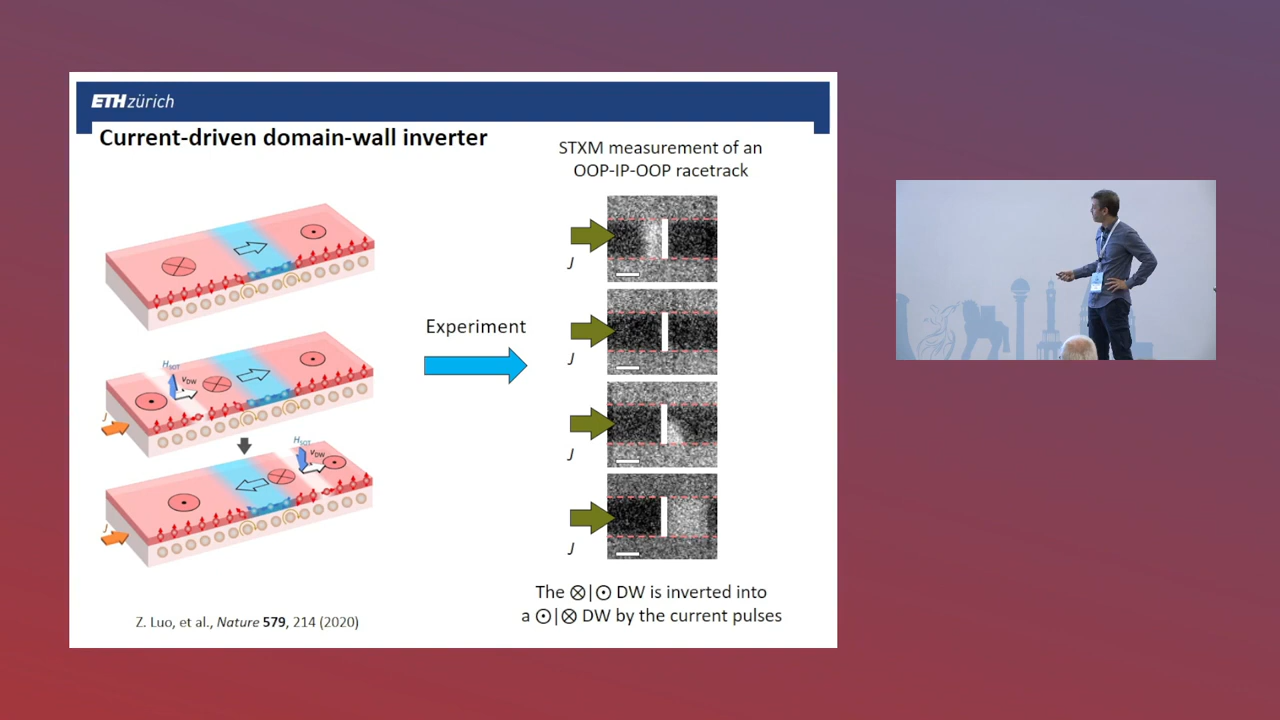 ETH zürich
Current-driven domain-wall inverter
STXM measurement of an
OOP-IP-OOP racetrack
J
J
J
J
Experiment
H_SOT
v_DW
J
H_SOT
v_DW
J
The ⊗|⊙ DW is inverted into
a ⊙|⊗ DW by the current pulses
Z. Luo, et al., Nature 579, 214 (2020)